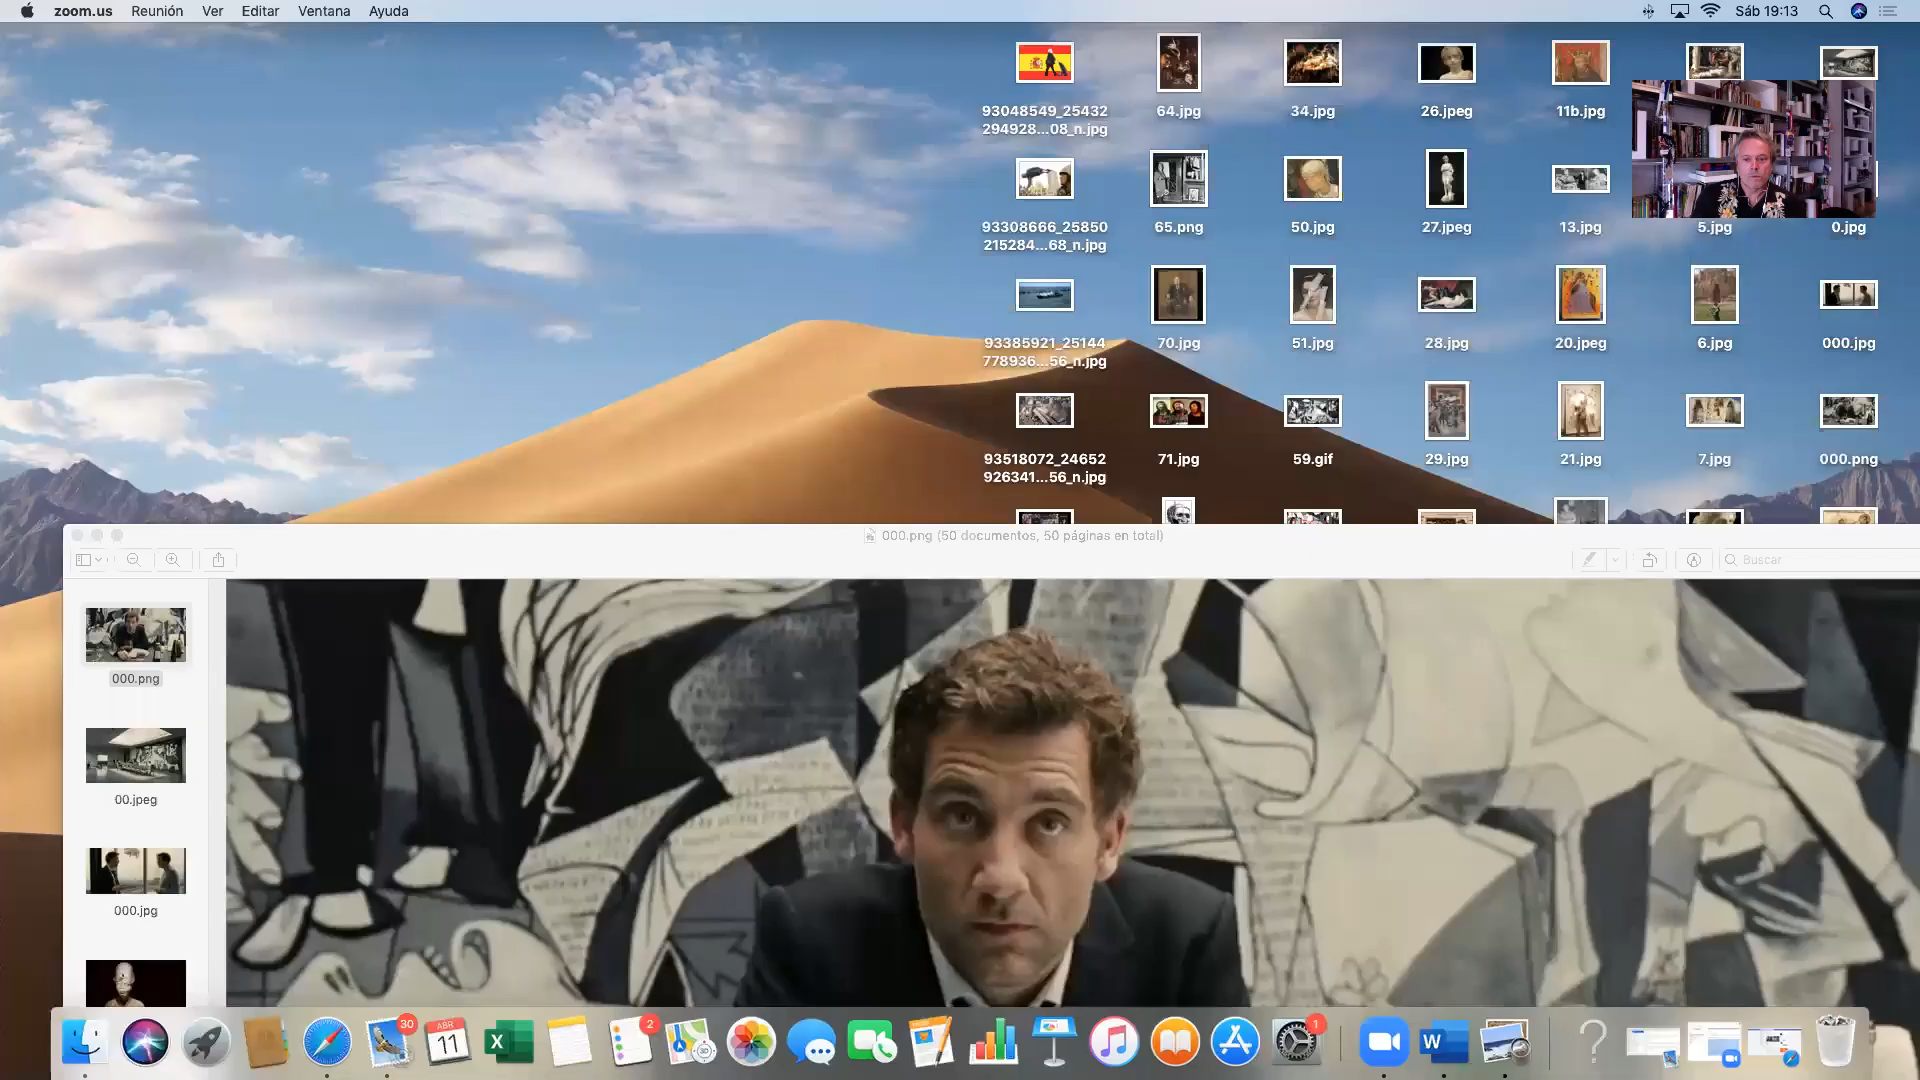 zoom.us Reunión Ver Editar Ventana Ayuda
Sáb 19:13
93048549_25432
294928...08_n.jpg
64.jpg
34.jpg
26.jpeg
11b.jpg
93308666_25850
215284...68_n.jpg
65.png
50.jpg
27.jpeg
13.jpg
5.jpg
0.jpg
93385921_25144
778936...56_n.jpg
70.jpg
51.jpg
28.jpg
20.jpeg
6.jpg
000.jpg
93518072_24652
926341...56_n.jpg
71.jpg
59.gif
29.jpg
21.jpg
7.jpg
000.png
000.png (50 documentos, 50 páginas en total)
Buscar
000.png
00.jpeg
000.jpg
30
ABR
11
2
1